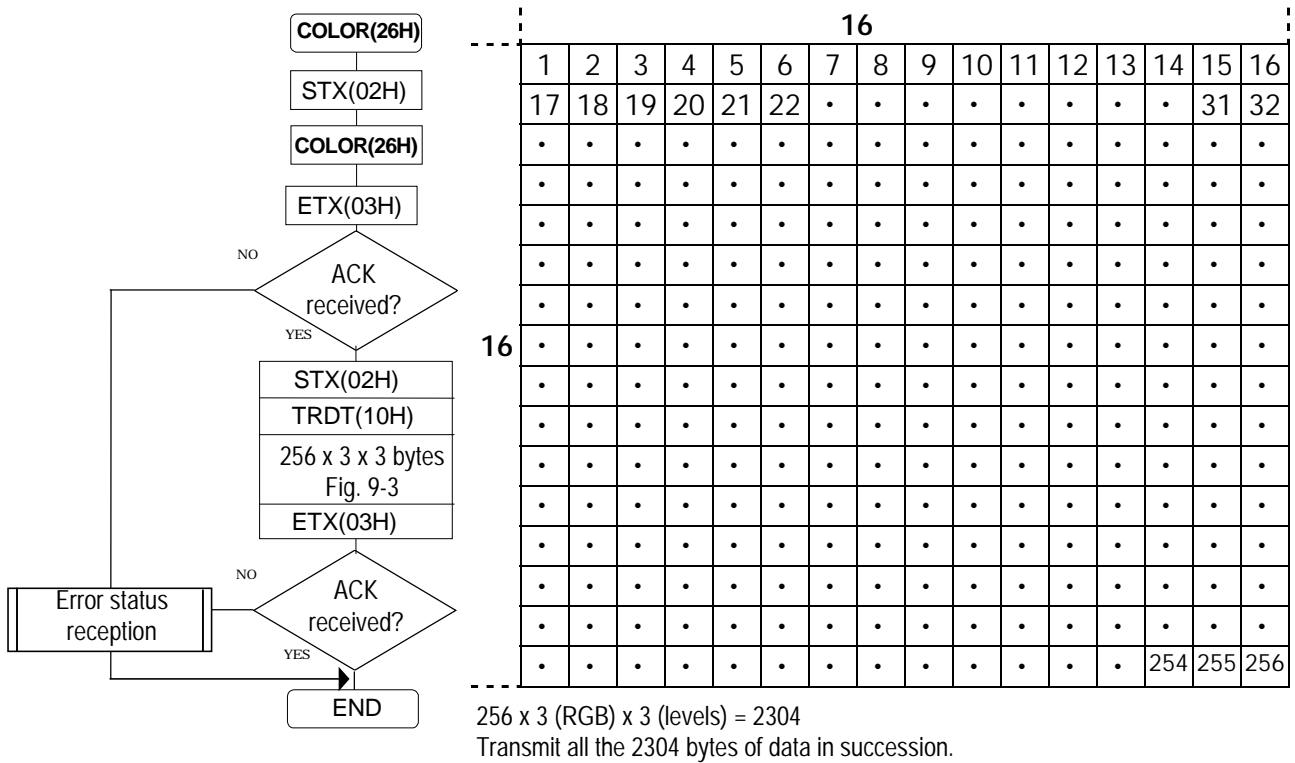 COLOR(26H)
STX(02H)
COLOR(26H)
ETX(03H)
NO
ACK
received?
YES
STX(02H)
TRDT(10H)
256 x 3 x 3 bytes
Fig. 9-3
ETX(03H)
NO
ACK
received?
YES
Error status
reception
END
16
1 2 3 4 5 6 7 8 9 10 11 12 13 14 15 16
17 18 19 20 21 22 • • • • • • • • 31 32
• • • • • • • • • • • • • • • •
• • • • • • • • • • • • • • • •
• • • • • • • • • • • • • • • •
• • • • • • • • • • • • • • • •
• • • • • • • • • • • • • • • •
16
• • • • • • • • • • • • • • • •
• • • • • • • • • • • • • • • •
• • • • • • • • • • • • • • • •
• • • • • • • • • • • • • • • •
• • • • • • • • • • • • • • • •
• • • • • • • • • • • • • • • •
• • • • • • • • • • • • • • • •
• • • • • • • • • • • • • • • •
• • • • • • • • • • • • • 254 255 256
256 x 3 (RGB) x 3 (levels) = 2304
Transmit all the 2304 bytes of data in succession.